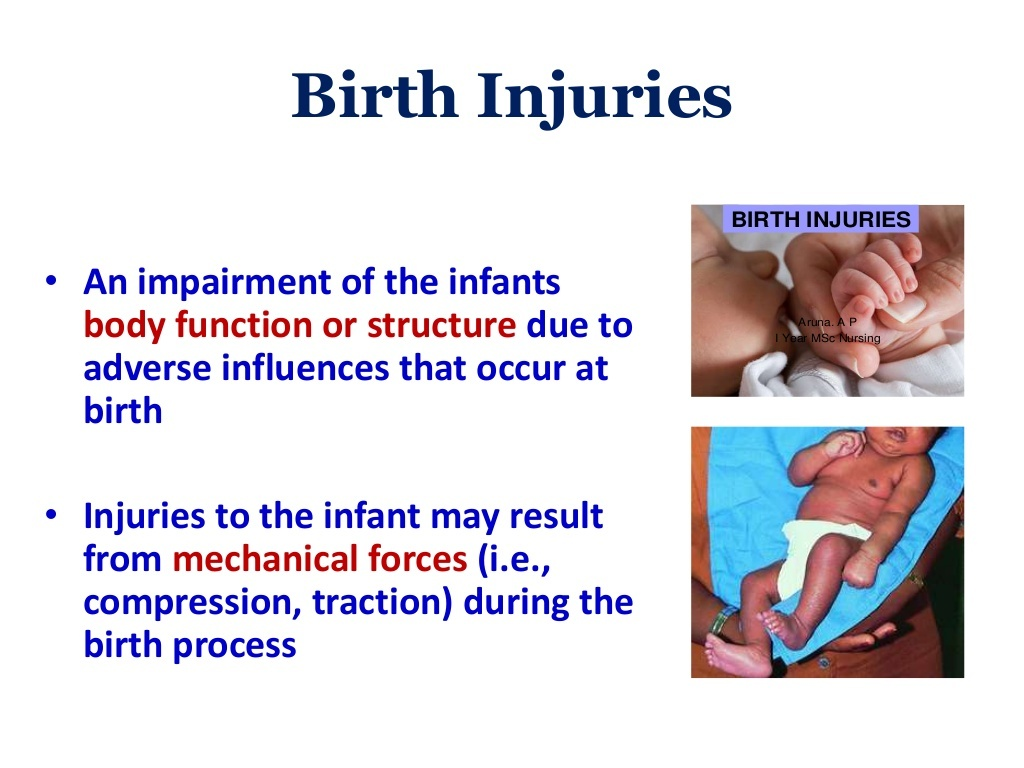 Birth Injuries
• An impairment of the infants
body function or structure due to
adverse influences that occur at
birth
• Injuries to the infant may result
from mechanical forces (i.e.,
compression, traction) during the
birth process
BIRTH INJURIES
Aruna. A P
I Year MSc Nursing